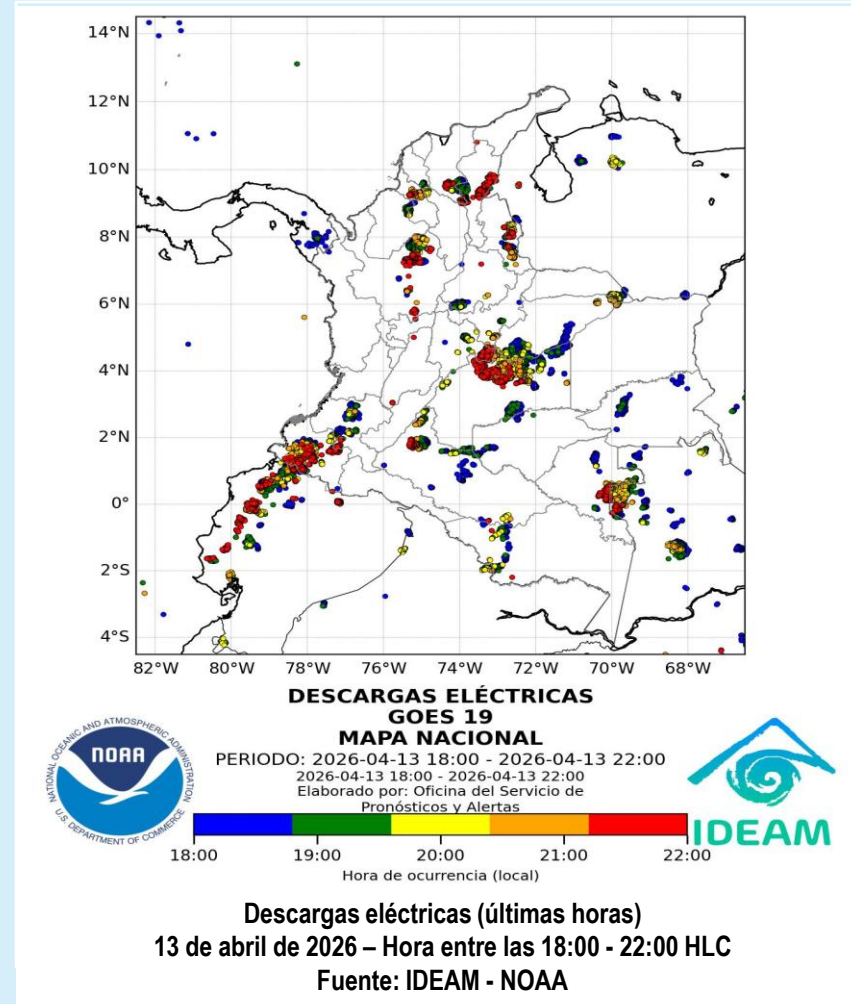 14°N
12°N
10°N
8°N
6°N
4°N
2°N
0°
2°S
4°S
82°W 80°W 78°W 76°W 74°W 72°W 70°W 68°W
DESCARGAS ELÉCTRICAS
GOES 19
MAPA NACIONAL
PERIODO: 2026-04-13 18:00 - 2026-04-13 22:00
2026-04-13 18:00 - 2026-04-13 22:00
Elaborado por: Oficina del Servicio de
Pronósticos y Alertas
NATIONAL OCEANIC AND ATMOSPHERIC ADMINISTRATION
NOAA
U.S. DEPARTMENT OF COMMERCE
IDEAM
18:00 19:00 20:00 21:00 22:00
Hora de ocurrencia (local)
Descargas eléctricas (últimas horas)
13 de abril de 2026 – Hora entre las 18:00 - 22:00 HLC
Fuente: IDEAM - NOAA